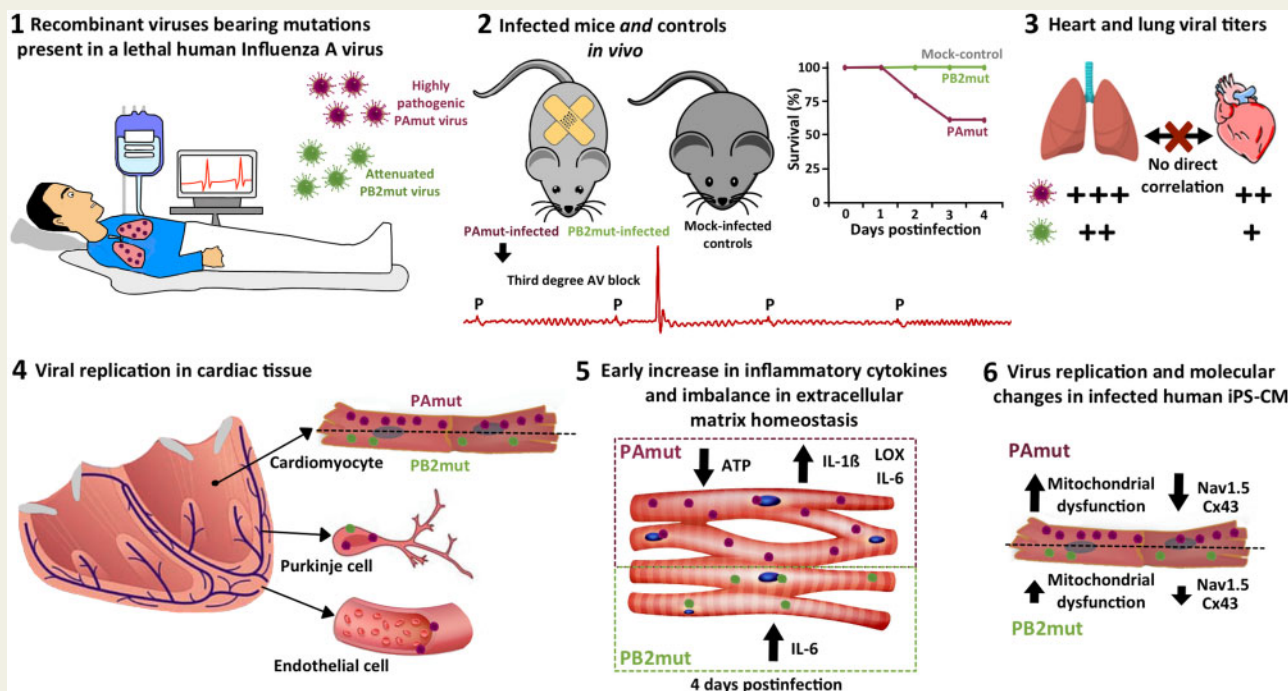 1 Recombinant viruses bearing mutations
present in a lethal human Influenza A virus
Highly
pathogenic
PAmut virus
Attenuated
PB2mut virus
2 Infected mice and controls
in vivo
PAmut-infected
PB2mut-infected
Mock-infected
controls
Mock-control
PB2mut
PAmut
Survival (%)
100
75
50
25
0
0 1 2 3 4
Days postinfection
Third degree AV block
P P P P
3 Heart and lung viral titers
No direct
correlation
+++ ++
++ +
4 Viral replication in cardiac tissue
PAmut
PB2mut
Cardiomyocyte
Purkinje cell
Endothelial cell
5 Early increase in inflammatory cytokines
and imbalance in extracellular
matrix homeostasis
PAmut
ATP
IL-1ß
LOX
IL-6
PB2mut
IL-6
4 days postinfection
6 Virus replication and molecular
changes in infected human iPS-CM
PAmut
Mitochondrial
dysfunction
Nav1.5
Cx43
Mitochondrial
dysfunction
Nav1.5
Cx43
PB2mut